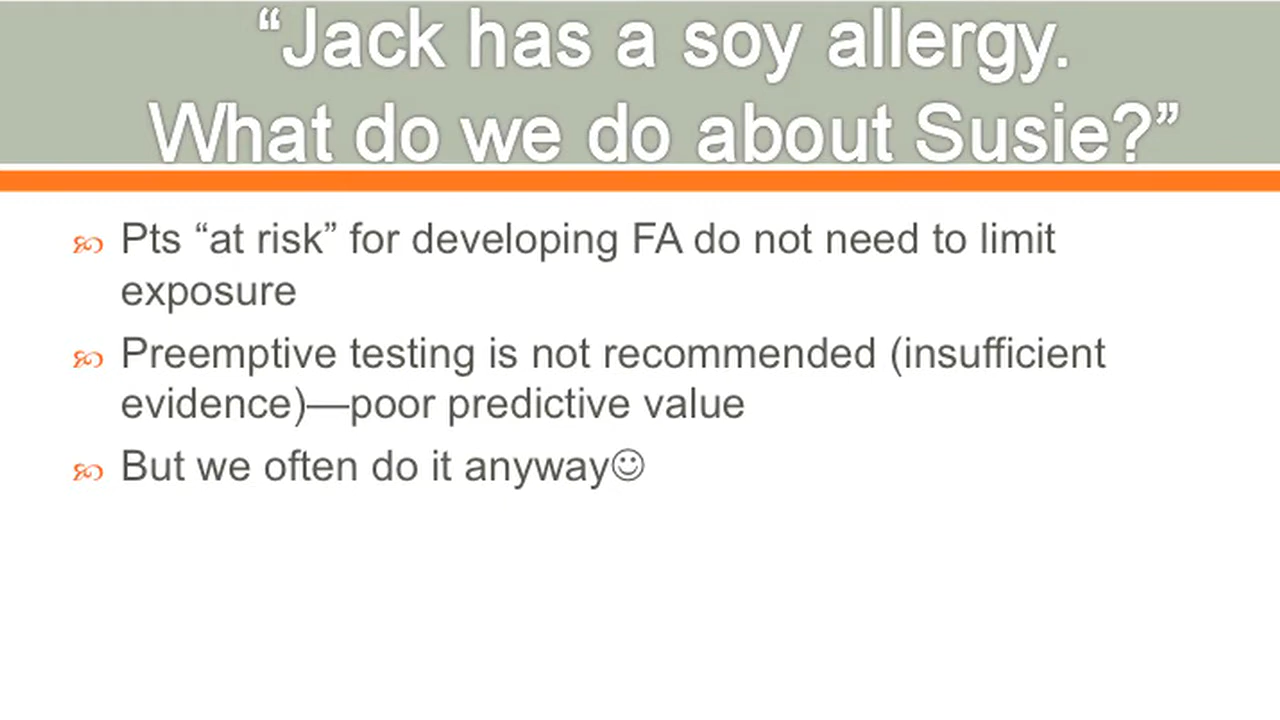 “Jack has a soy allergy.
What do we do about Susie?”
Pts “at risk” for developing FA do not need to limit
exposure
Preemptive testing is not recommended (insufficient
evidence)—poor predictive value
But we often do it anyway☺